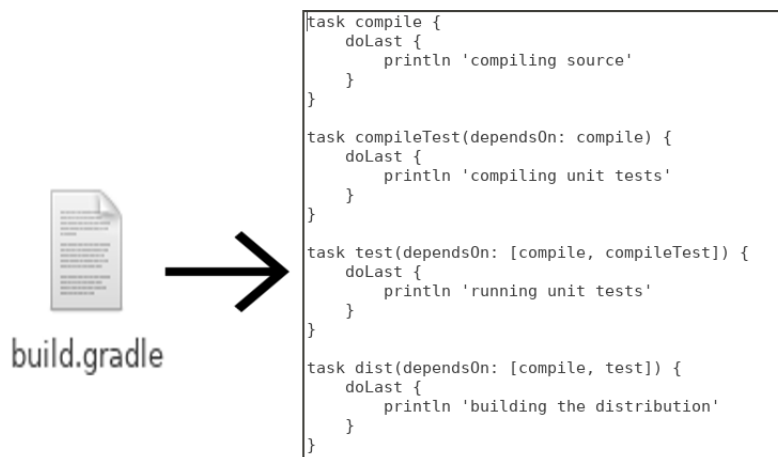 build.gradle
task compile {
    doLast {
        println 'compiling source'
    }
}
task compileTest(dependsOn: compile) {
    doLast {
        println 'compiling unit tests'
    }
}
task test(dependsOn: [compile, compileTest]) {
    doLast {
        println 'running unit tests'
    }
}
task dist(dependsOn: [compile, test]) {
    doLast {
        println 'building the distribution'
    }
}